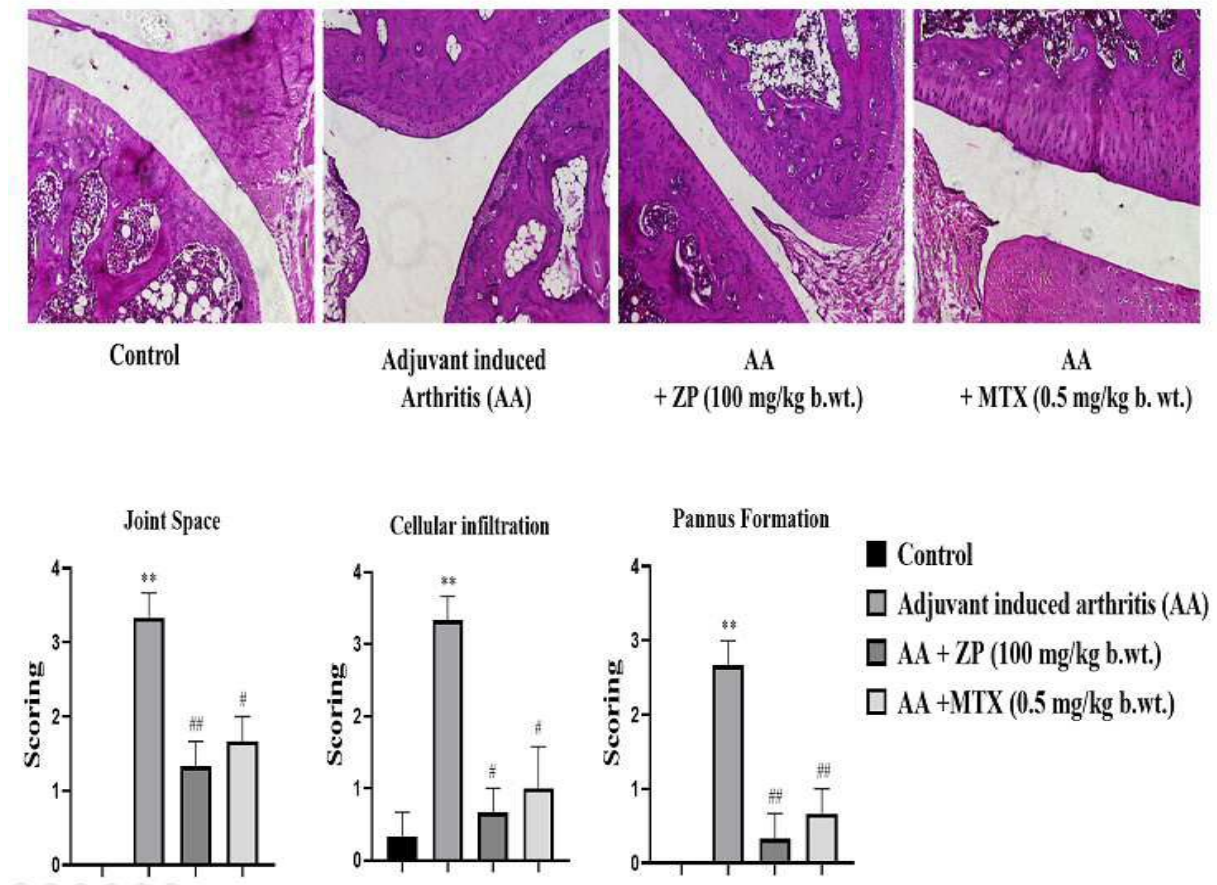 Control
Adjuvant induced
Arthritis (AA)
AA
+ ZP (100 mg/kg b.wt.)
AA
+ MTX (0.5 mg/kg b. wt.)
Joint Space
Scoring
4
3
2
1
0
**
##
#
Cellular infiltration
Scoring
4
3
2
1
0
**
#
#
Pannus Formation
Scoring
4
3
2
1
0
**
##
##
Control
Adjuvant induced arthritis (AA)
AA + ZP (100 mg/kg b.wt.)
AA +MTX (0.5 mg/kg b.wt.)